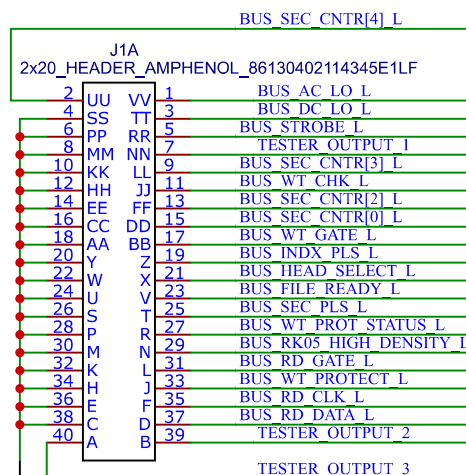 BUS_SEC_CNTR[4]_L
J1A
2x20_HEADER_AMPHENOL_86130402114345E1LF
2 UU VV 1 BUS_AC_LO_L
4 SS TT 3 BUS_DC_LO_L
6 PP RR 5 BUS_STROBE_L
8 MM NN 7 TESTER_OUTPUT_1
10 KK LL 9 BUS_SEC_CNTR[3]_L
12 HH JJ 11 BUS_WT_CHK_L
14 EE FF 13 BUS_SEC_CNTR[2]_L
16 CC DD 15 BUS_SEC_CNTR[0]_L
18 AA BB 17 BUS_WT_GATE_L
20 Y Z 19 BUS_INDX_PLS_L
22 W X 21 BUS_HEAD_SELECT_L
24 U V 23 BUS_FILE_READY_L
26 S T 25 BUS_SEC_PLS_L
28 P R 27 BUS_WT_PROT_STATUS_L
30 M N 29 BUS_RK05_HIGH_DENSITY_L
32 K L 31 BUS_RD_GATE_L
34 H J 33 BUS_WT_PROTECT_L
36 E F 35 BUS_RD_CLK_L
38 C D 37 BUS_RD_DATA_L
40 A B 39 TESTER_OUTPUT_2
TESTER_OUTPUT_3